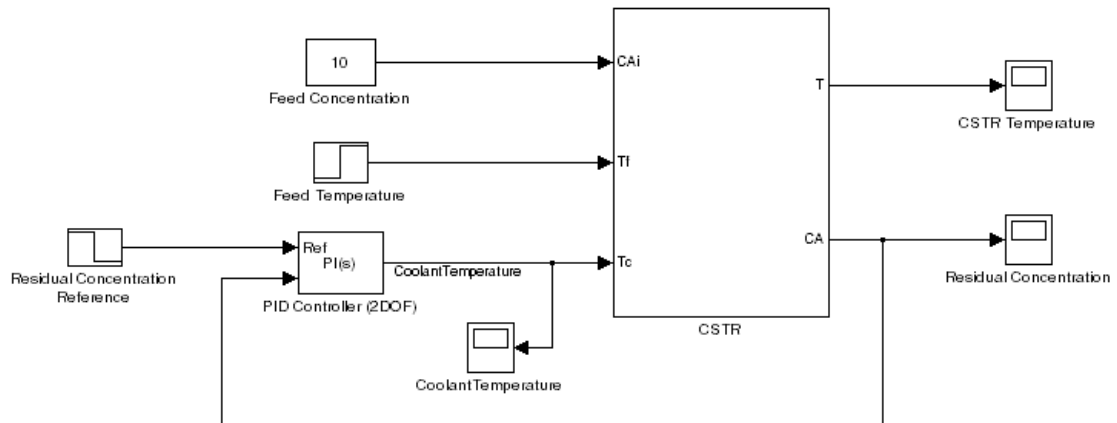 10
Feed Concentration
CAi
T
CSTR Temperature
Tf
Feed Temperature
Ref
PI(s)
CoolantTemperature
Tc
CA
Residual Concentration
Residual Concentration
Reference
PID Controller (2DOF)
CSTR
CoolantTemperature